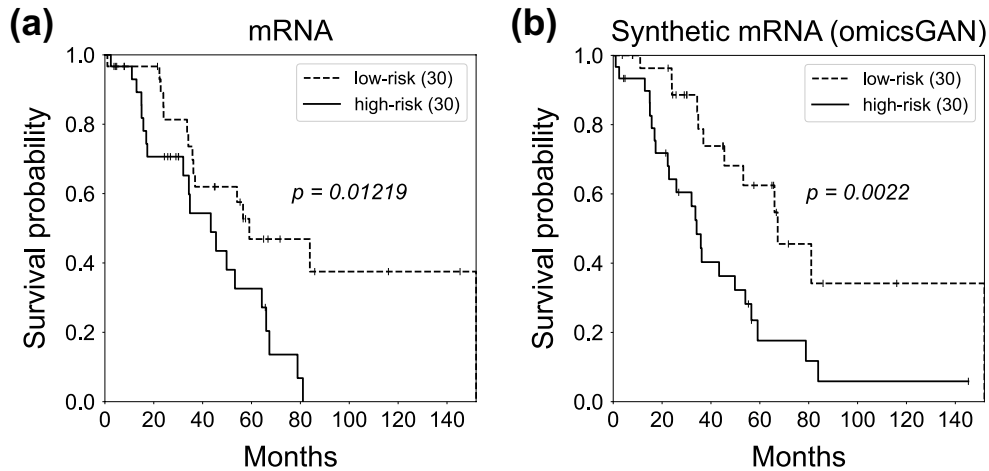 (a)
mRNA
Survival probability
1.0
0.8
0.6
0.4
0.2
0.0
low-risk (30)
high-risk (30)
p = 0.01219
0 20 40 60 80 100 120 140
Months
(b)
Synthetic mRNA (omicsGAN)
Survival probability
1.0
0.8
0.6
0.4
0.2
0.0
low-risk (30)
high-risk (30)
p = 0.0022
0 20 40 60 80 100 120 140
Months